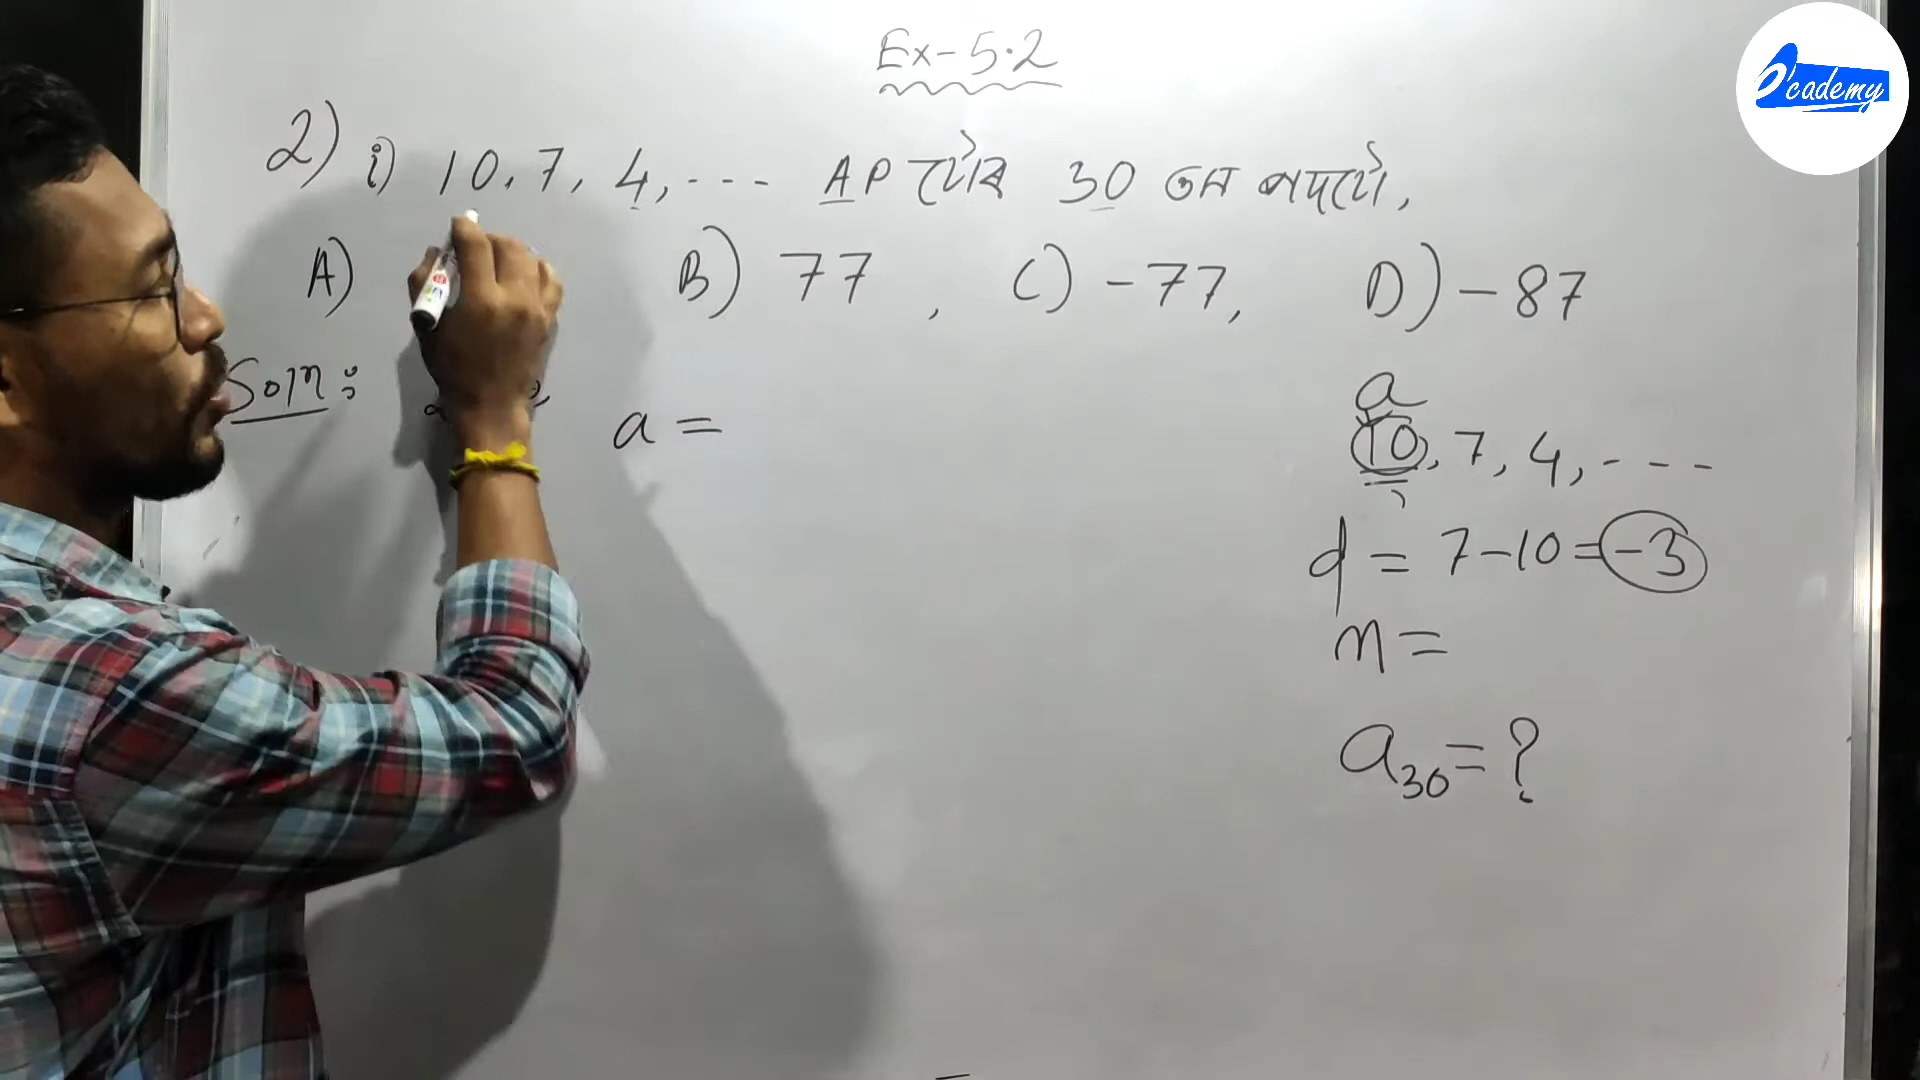 Ex-5.2
2) i) 10, 7, 4, --- AP টোৰ 30 তম পদটো,
A) B) 77, C) -77, D) -87
Soln:
a =
a
10, 7, 4, ----
d = 7-10 = -3
n =
a30 = ?
e'cademy